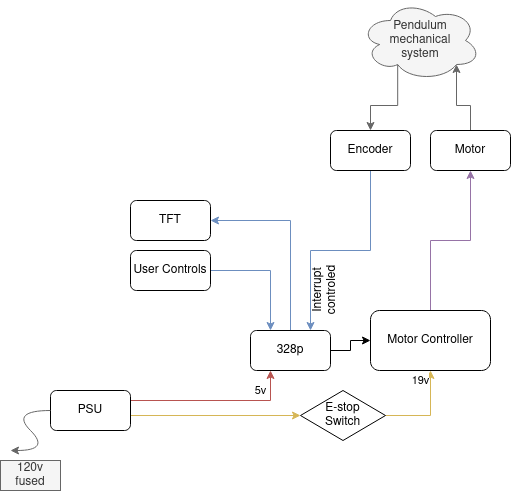 Pendulum
mechanical
system
Encoder
Motor
TFT
User Controls
Interrupt
controled
328p
Motor Controller
5v
19v
PSU
E-stop
Switch
120v
fused